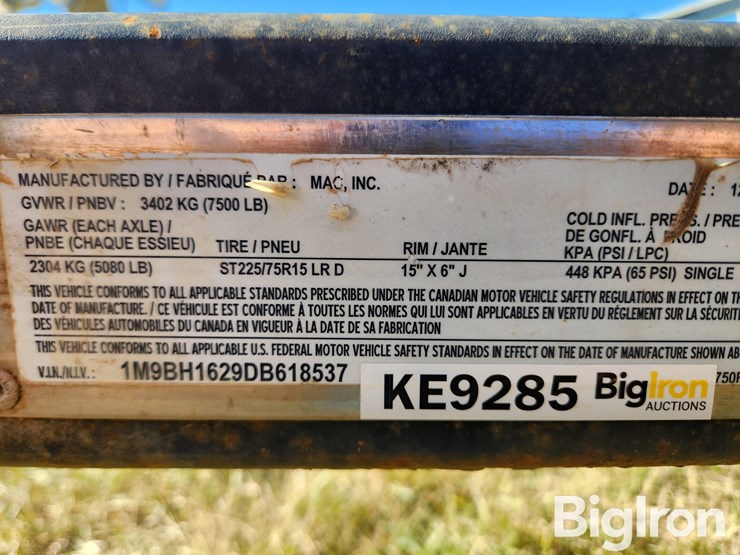 MANUFACTURED BY / FABRIQUÉ PAR : MAC, INC. DATE : 12
GVWR / PNBV : 3402 KG (7500 LB)
GAWR (EACH AXLE) / COLD INFL. PRESS. / PRE
PNBE (CHAQUE ESSIEU) TIRE / PNEU RIM / JANTE DE GONFL. À FROID
KPA (PSI / LPC)
2304 KG (5080 LB) ST225/75R15 LR D 15" X 6" J 448 KPA (65 PSI) SINGLE
THIS VEHICLE CONFORMS TO ALL APPLICABLE STANDARDS PRESCRIBED UNDER THE CANADIAN MOTOR VEHICLE SAFETY REGULATIONS IN EFFECT ON THE
DATE OF MANUFACTURE. / CE VÉHICULE EST CONFORME À TOUTES LES NORMES QUI LUI SONT APPLICABLES EN VERTU DU RÈGLEMENT SUR LA SÉCURITÉ
DES VÉHICULES AUTOMOBILES DU CANADA EN VIGUEUR À LA DATE DE SA FABRICATION
THIS VEHICLE CONFORMS TO ALL APPLICABLE U.S. FEDERAL MOTOR VEHICLE SAFETY STANDARDS IN EFFECT ON THE DATE OF MANUFACTURE SHOWN ABO
V.I.N./N.I.V.: 1M9BH1629DB618537 750F
KE9285 BigIron
AUCTIONS
BigIron